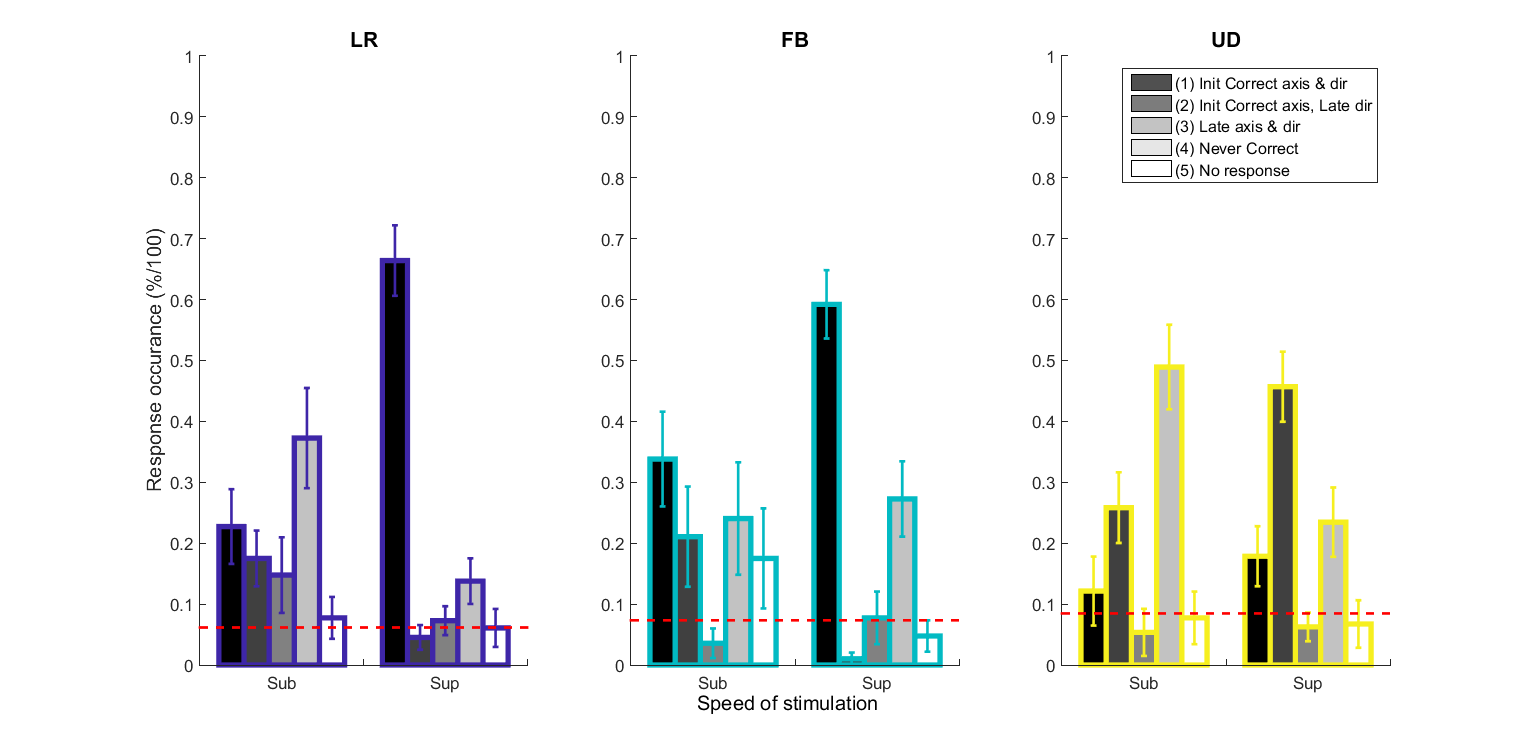 LR
FB
UD
1
0.9
0.8
0.7
0.6
0.5
0.4
0.3
0.2
0.1
0
Response occurance (%/100)
Sub
Sup
1
0.9
0.8
0.7
0.6
0.5
0.4
0.3
0.2
0.1
0
Sub
Sup
Speed of stimulation
1
0.9
0.8
0.7
0.6
0.5
0.4
0.3
0.2
0.1
0
Sub
Sup
(1) Init Correct axis & dir
(2) Init Correct axis, Late dir
(3) Late axis & dir
(4) Never Correct
(5) No response